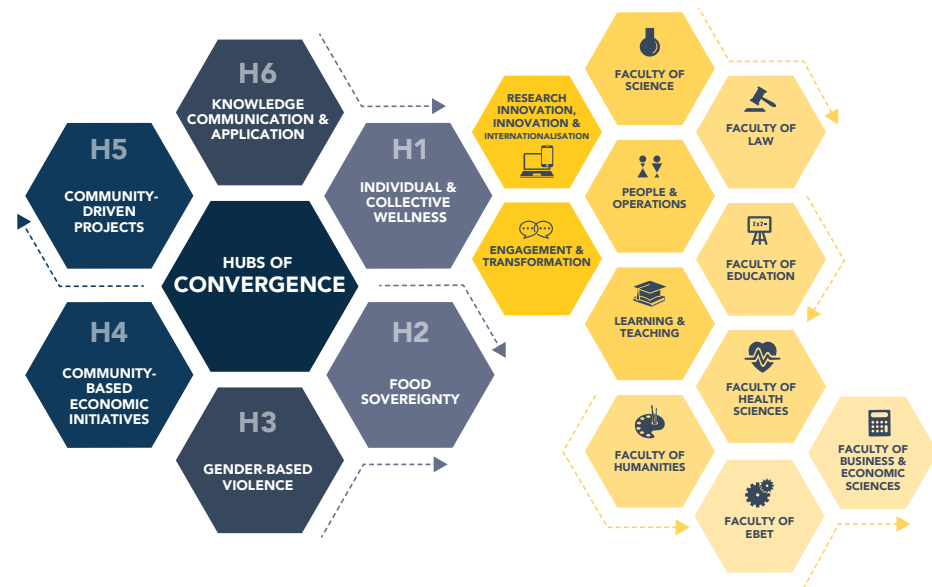 H6
KNOWLEDGE
COMMUNICATION &
APPLICATION
H5
COMMUNITY-
DRIVEN
PROJECTS
H1
INDIVIDUAL &
COLLECTIVE
WELLNESS
HUBS OF
CONVERGENCE
H4
COMMUNITY-
BASED
ECONOMIC
INITIATIVES
H2
FOOD
SOVEREIGNTY
H3
GENDER-BASED
VIOLENCE
RESEARCH
INNOVATION,
INNOVATION &
INTERNATIONALISATION
FACULTY OF
SCIENCE
FACULTY OF
LAW
PEOPLE &
OPERATIONS
ENGAGEMENT &
TRANSFORMATION
FACULTY OF
EDUCATION
LEARNING &
TEACHING
FACULTY OF
HEALTH
SCIENCES
FACULTY OF
HUMANITIES
FACULTY OF
BUSINESS &
ECONOMIC
SCIENCES
FACULTY OF
EBET